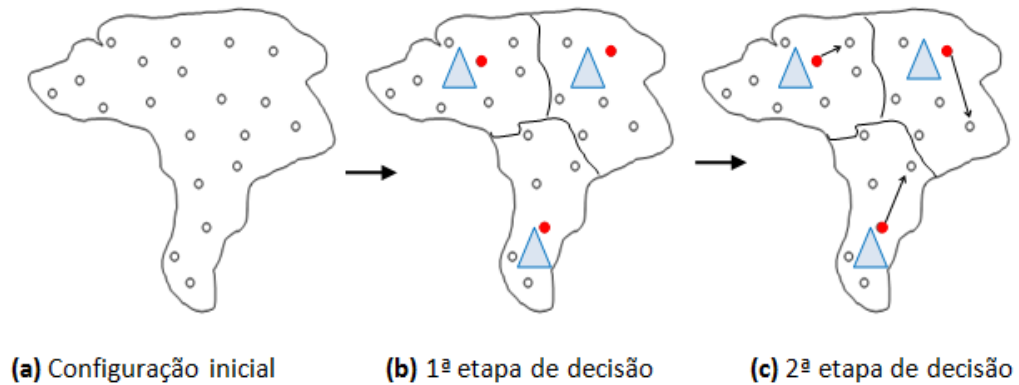 (a) Configuração inicial
(b) 1ª etapa de decisão
(c) 2ª etapa de decisão